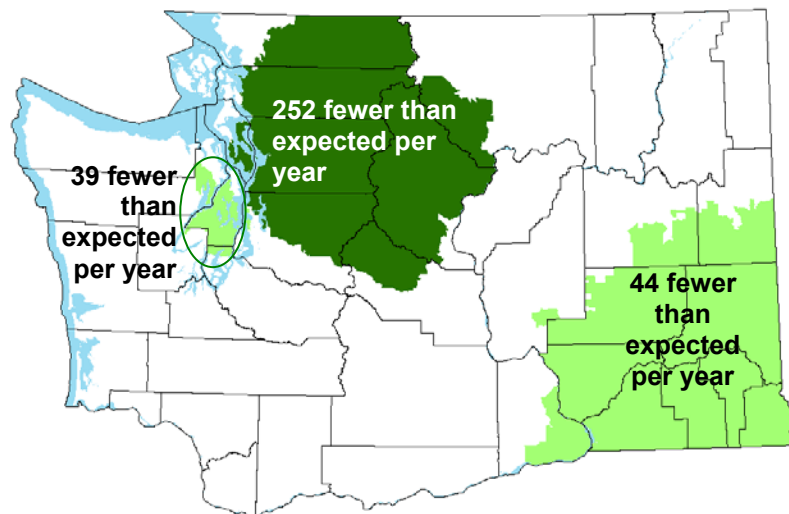 252 fewer than
expected per
year
39 fewer
than
expected
per year
44 fewer
than
expected
per year